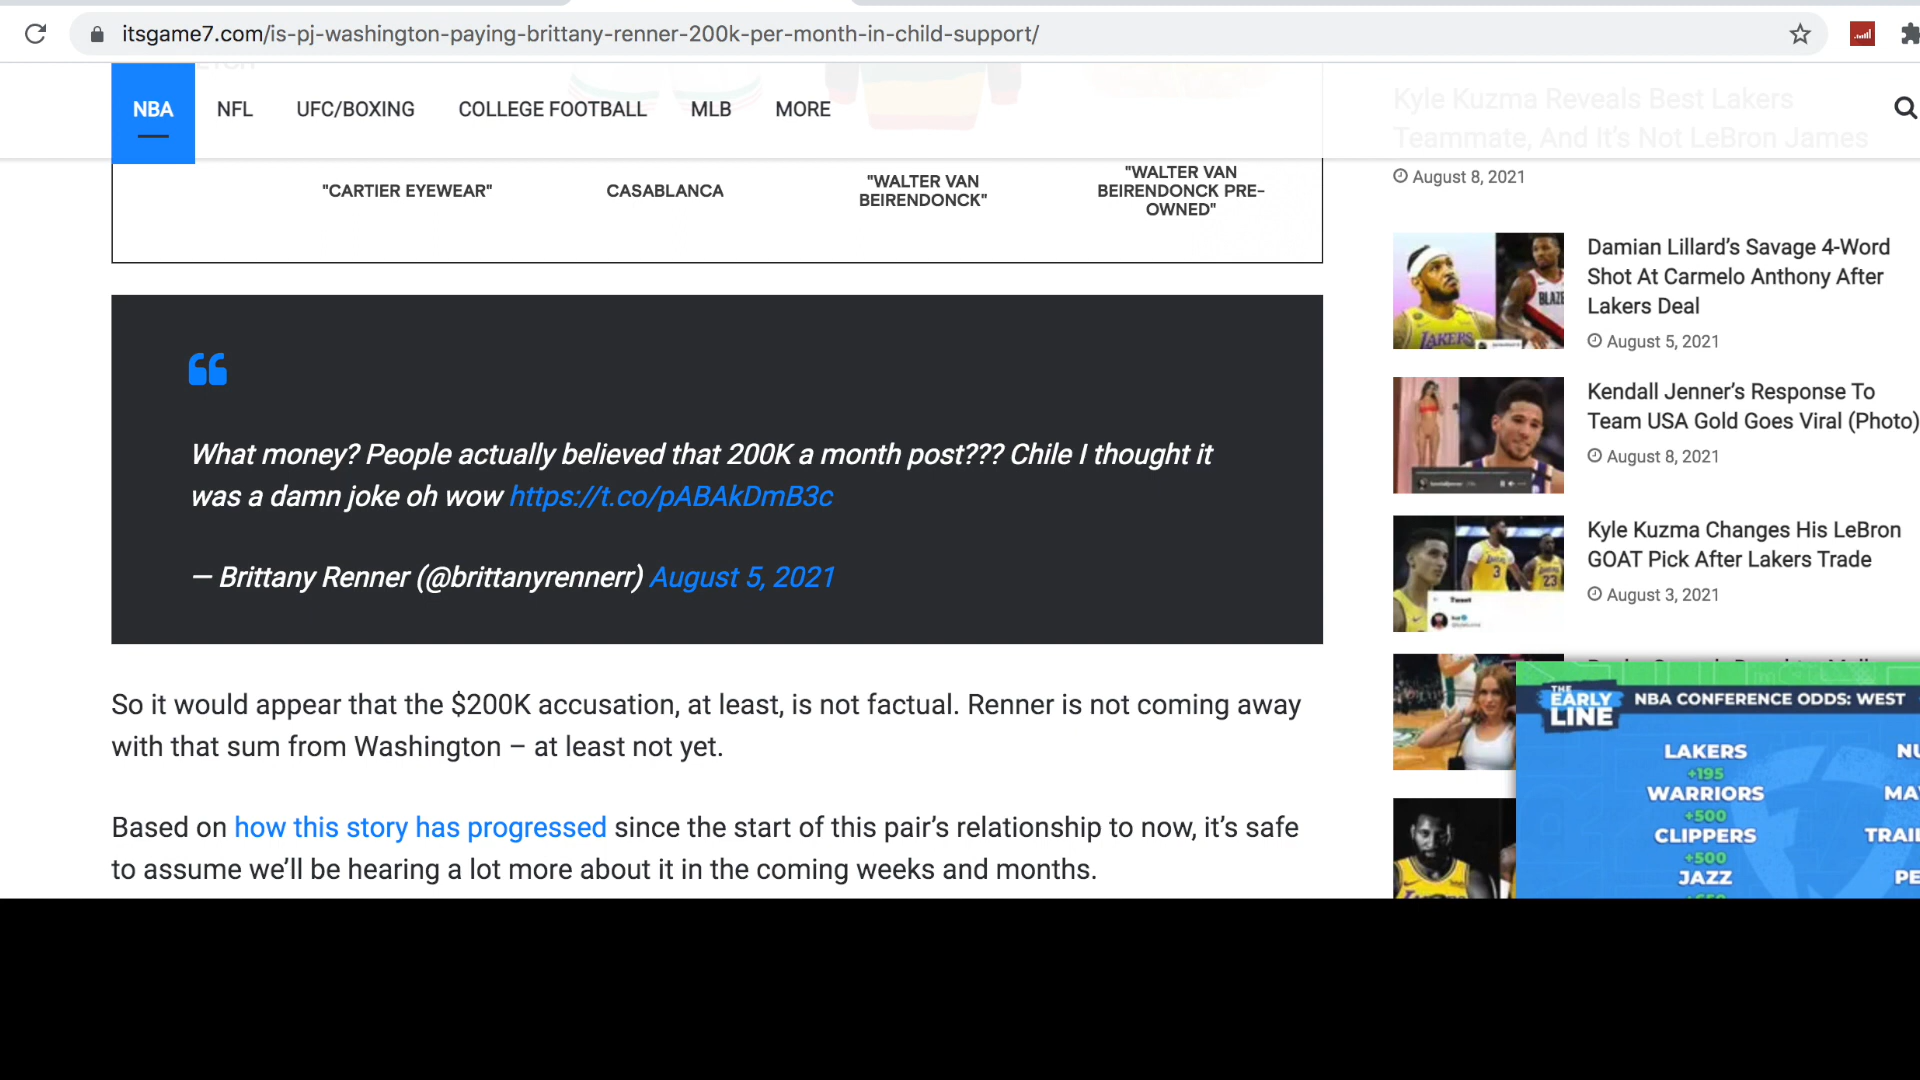 itsgame7.com/is-pj-washington-paying-brittany-renner-200k-per-month-in-child-support/
NBA NFL UFC/BOXING COLLEGE FOOTBALL MLB MORE
"CARTIER EYEWEAR"
CASABLANCA
"WALTER VAN
BEIRENDONCK"
"WALTER VAN
BEIRENDONCK PRE-
OWNED"
What money? People actually believed that 200K a month post??? Chile I thought it
was a damn joke oh wow https://t.co/pABAkDmB3c
— Brittany Renner (@brittanyrennerr) August 5, 2021
So it would appear that the $200K accusation, at least, is not factual. Renner is not coming away
with that sum from Washington – at least not yet.
Based on how this story has progressed since the start of this pair's relationship to now, it's safe
to assume we'll be hearing a lot more about it in the coming weeks and months.
Kyle Kuzma Reveals Best Lakers
Teammate, And It's Not LeBron James
August 8, 2021
Damian Lillard's Savage 4-Word
Shot At Carmelo Anthony After
Lakers Deal
August 5, 2021
Kendall Jenner's Response To
Team USA Gold Goes Viral (Photo)
August 8, 2021
Kyle Kuzma Changes His LeBron
GOAT Pick After Lakers Trade
August 3, 2021
LAKERS
BLAZE
3
23
Tweet
THE
EARLY
LINE
NBA CONFERENCE ODDS: WEST
LAKERS
+195
WARRIORS
+500
CLIPPERS
+500
JAZZ
NU
MA
TRAIL
PE